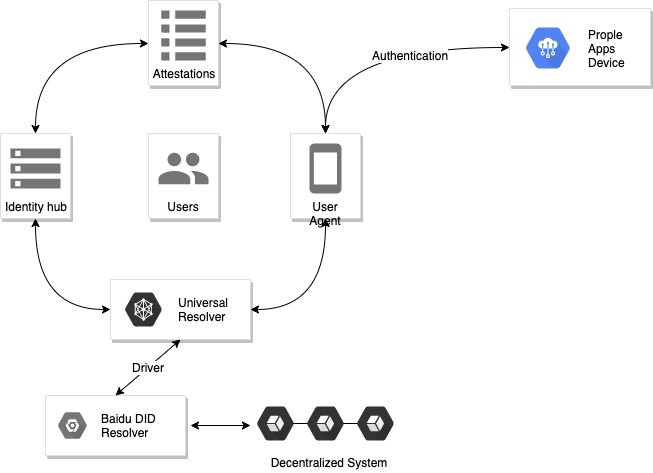 Attestations
Authentication
Prople
Apps
Device
Identity hub
Users
User
Agent
Universal
Resolver
Driver
Baidu DID
Resolver
Decentralized System